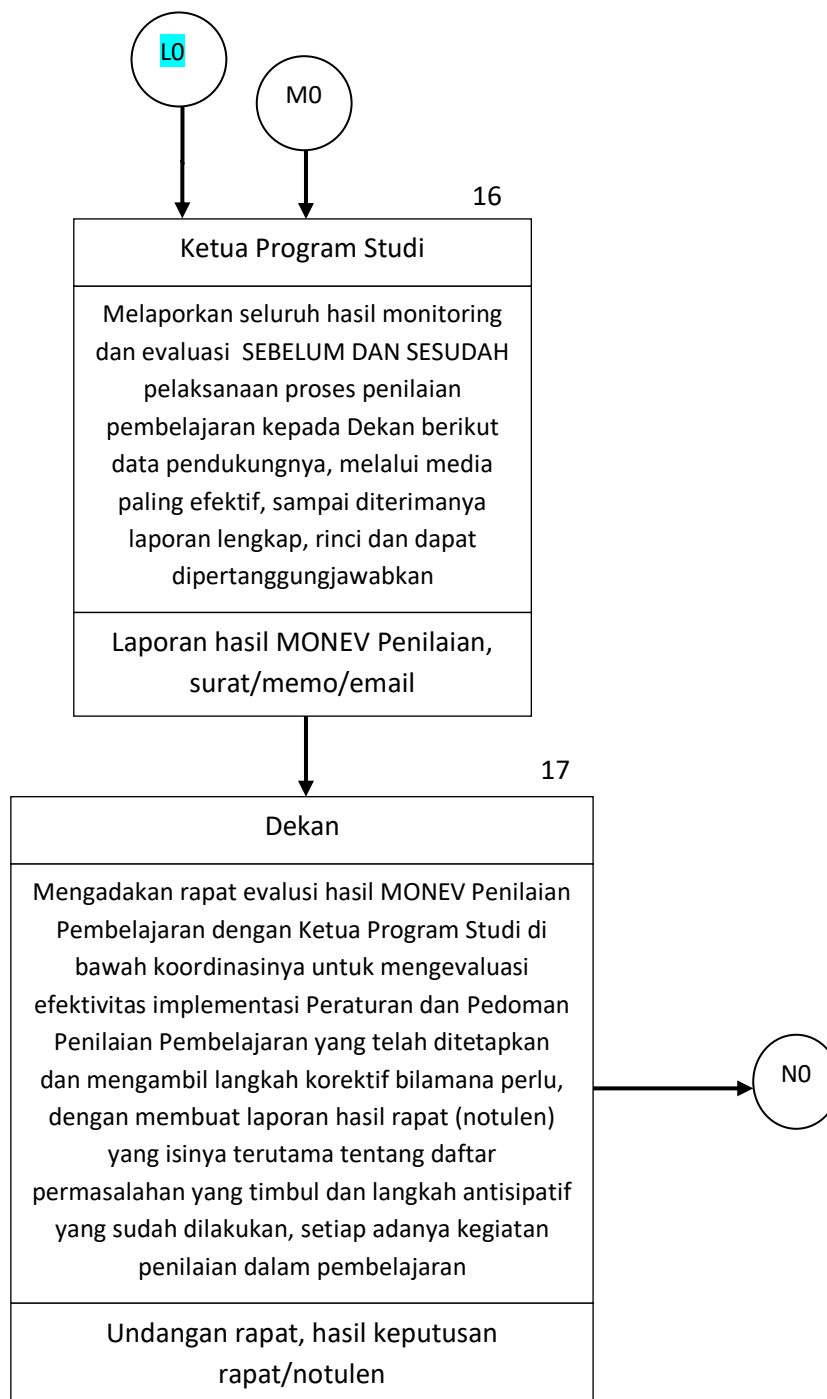 L0
M0
16
Ketua Program Studi
Melaporkan seluruh hasil monitoring
dan evaluasi  SEBELUM DAN SESUDAH
pelaksanaan proses penilaian
pembelajaran kepada Dekan berikut
data pendukungnya, melalui media
paling efektif, sampai diterimanya
laporan lengkap, rinci dan dapat
dipertanggungjawabkan
Laporan hasil MONEV Penilaian,
surat/memo/email
17
Dekan
Mengadakan rapat evalusi hasil MONEV Penilaian
Pembelajaran dengan Ketua Program Studi di
bawah koordinasinya untuk mengevaluasi
efektivitas implementasi Peraturan dan Pedoman
Penilaian Pembelajaran yang telah ditetapkan
dan mengambil langkah korektif bilamana perlu,
dengan membuat laporan hasil rapat (notulen)
yang isinya terutama tentang daftar
permasalahan yang timbul dan langkah antisipatif
yang sudah dilakukan, setiap adanya kegiatan
penilaian dalam pembelajaran
N0
Undangan rapat, hasil keputusan
rapat/notulen